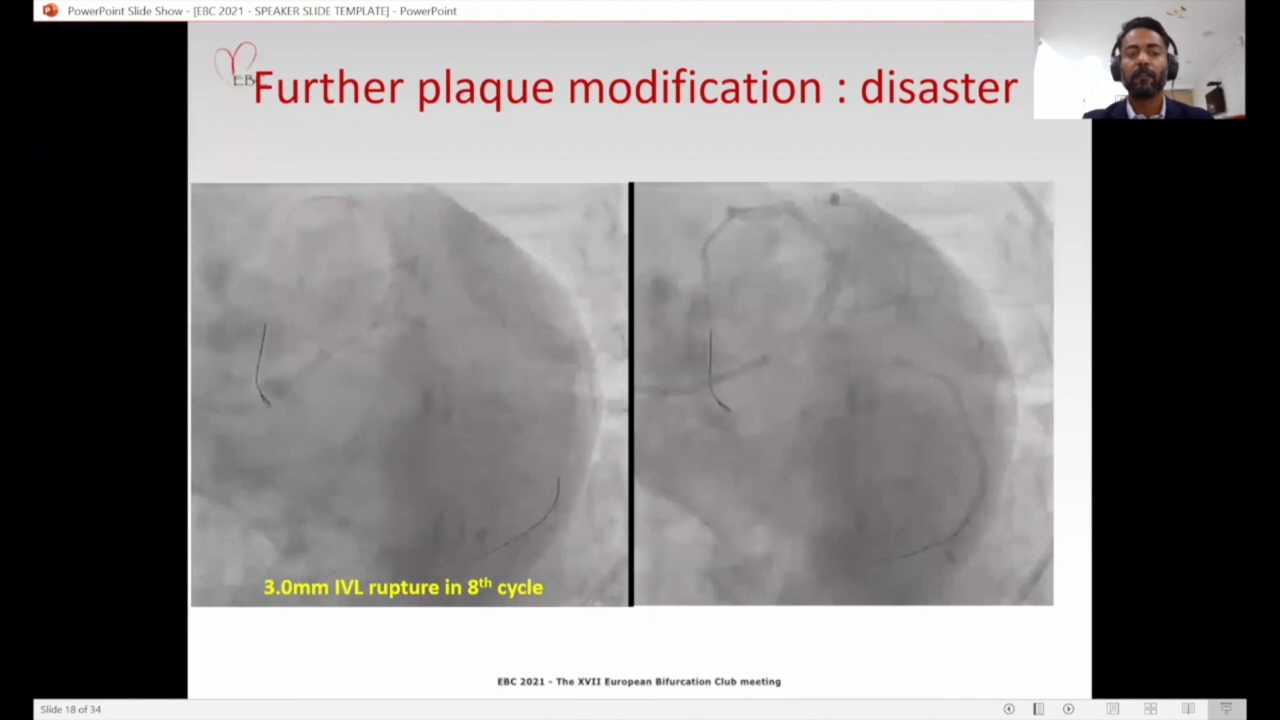 PowerPoint Slide Show - [EBC 2021 - SPEAKER SLIDE TEMPLATE] - PowerPoint
EB
Further plaque modification : disaster
3.0mm IVL rupture in 8th cycle
EBC 2021 - The XVII European Bifurcation Club meeting
Slide 18 of 34